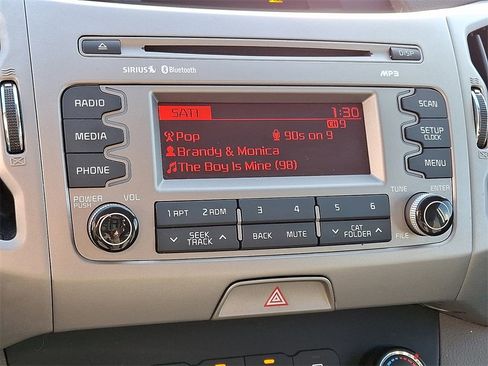 DISP
SIRIUS Bluetooth MP3
RADIO
MEDIA
PHONE
SAT1 1:30
9
Pop 90s on 9
Brandy & Monica
The Boy Is Mine (98)
SCAN
SETUP
CLOCK
MENU
POWER
PUSH
VOL
TUNE
ENTER
FILE
1 APT 2 RDM 3 4 5 6
SEEK
TRACK
BACK MUTE
CAT
FOLDER